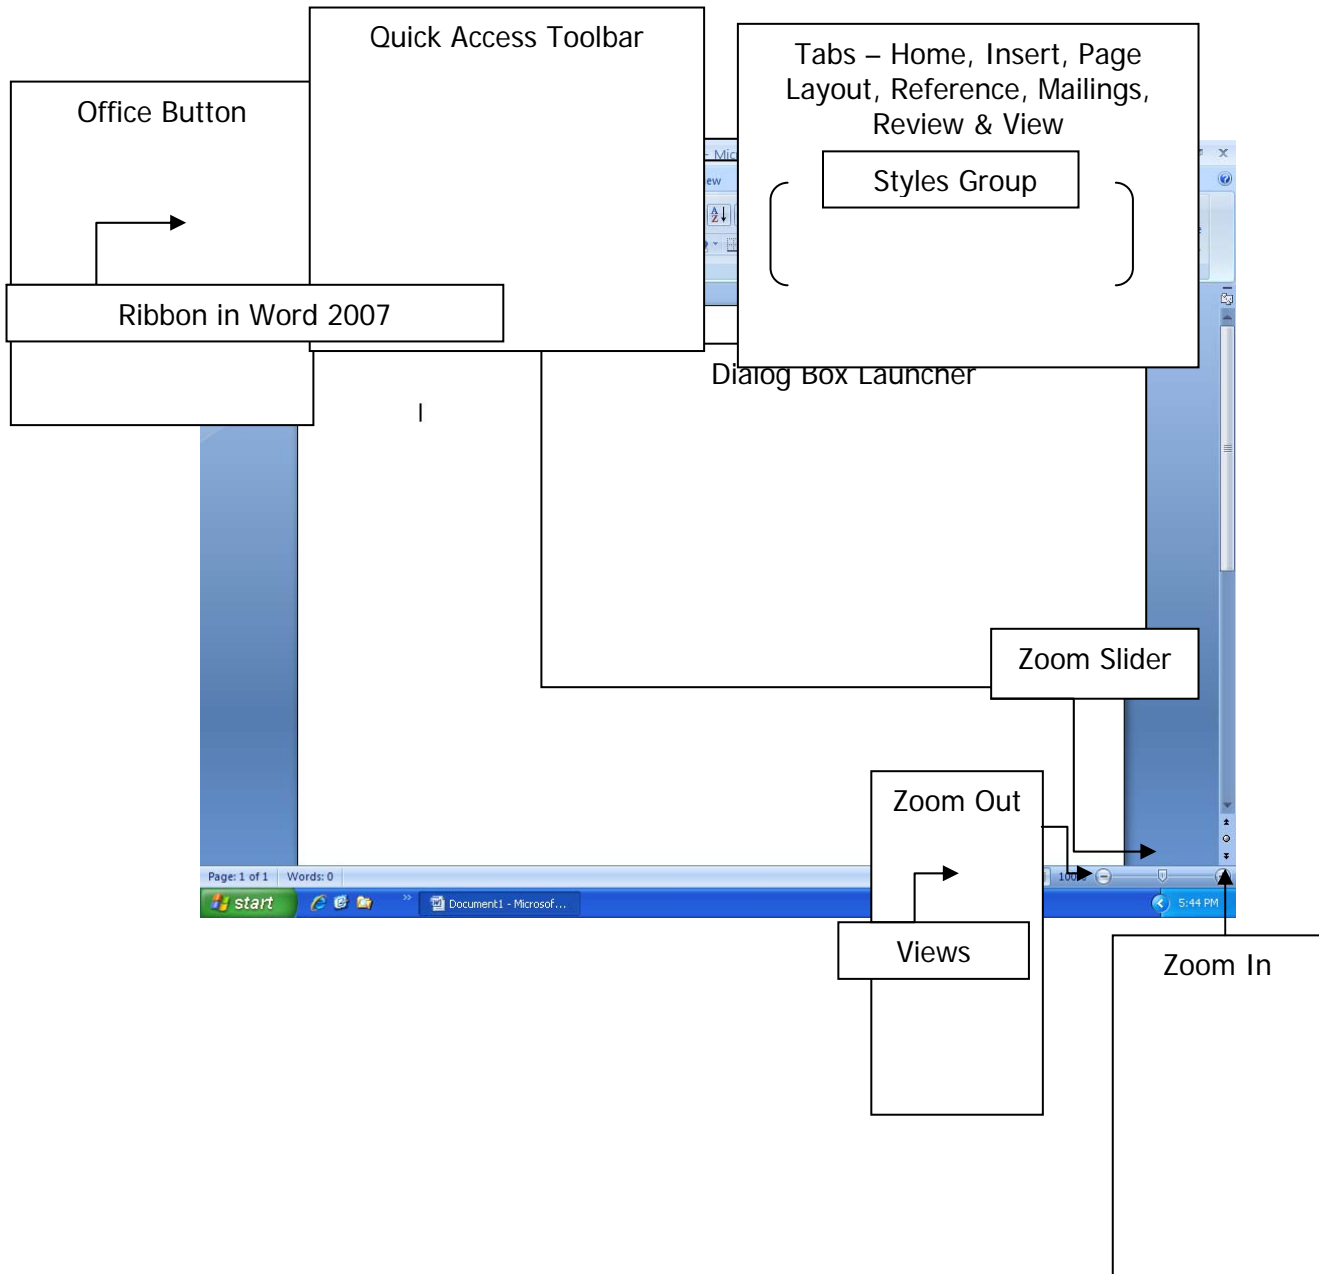 Quick Access Toolbar
Tabs – Home, Insert, Page
Layout, Reference, Mailings,
Review & View
Office Button
- Mic
ew
Styles Group
Ribbon in Word 2007
Dialog Box Launcher
Zoom Slider
Zoom Out
Page: 1 of 1 Words: 0
start
Document1 - Microsof...
5:44 PM
Views
Zoom In